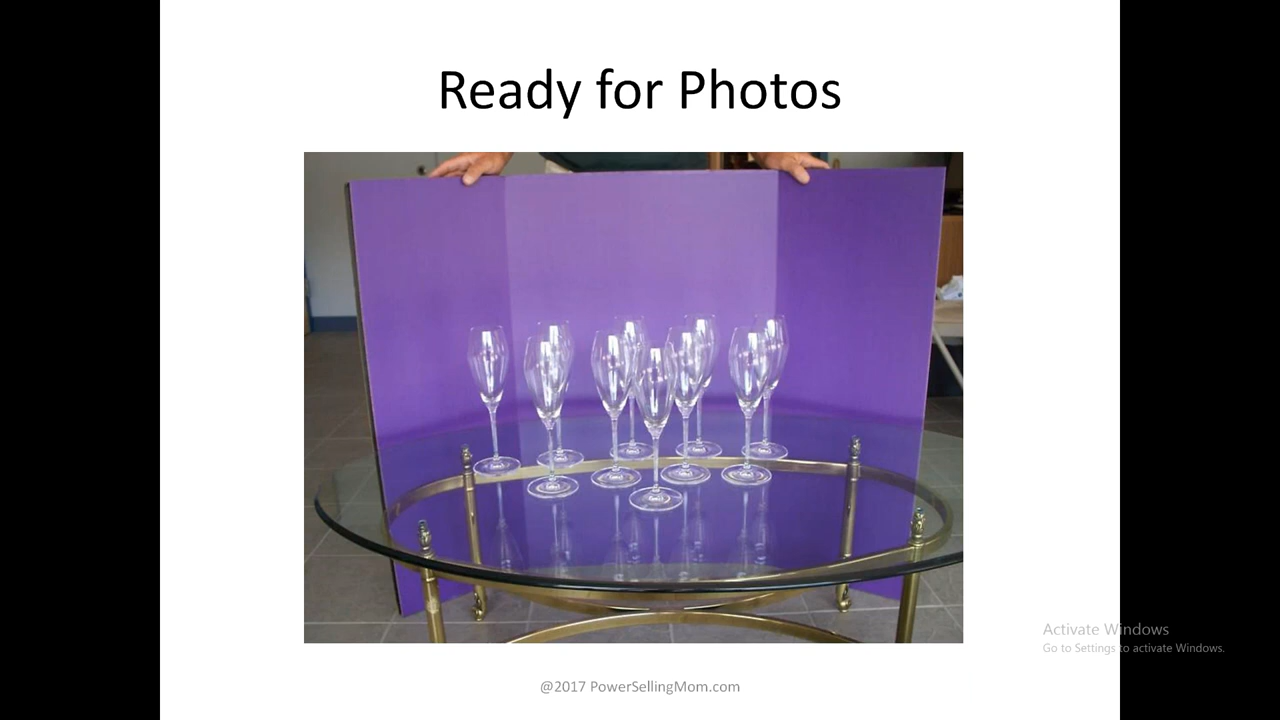 Ready for Photos
Activate Windows
Go to Settings to activate Windows.
@2017 PowerSellingMom.com